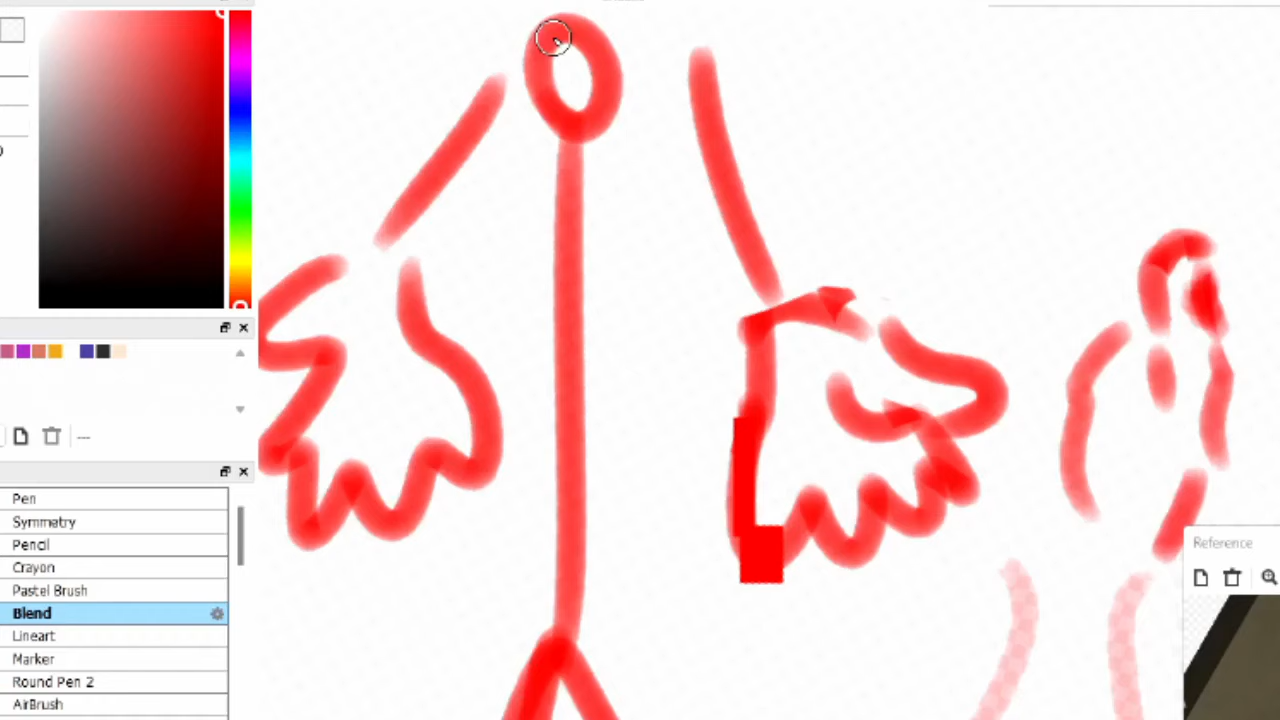 Pen
Symmetry
Pencil
Crayon
Pastel Brush
Blend
Lineart
Marker
Round Pen 2
AirBrush
Reference